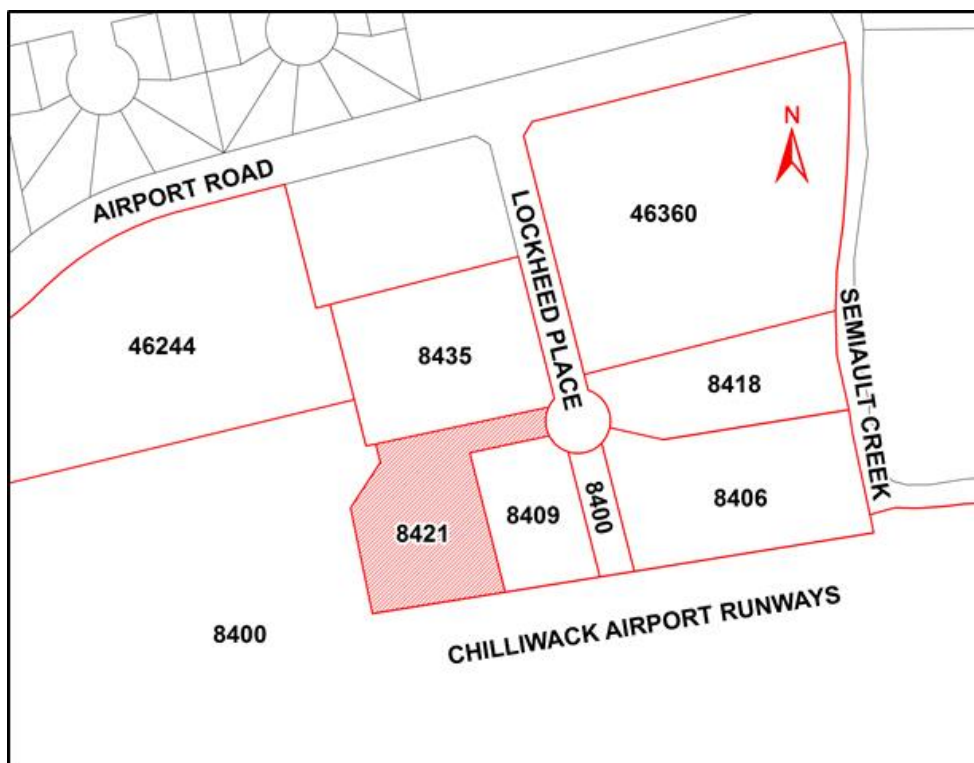 N
AIRPORT ROAD
46360
LOCKHEED PLACE
46244
8435
SEMIAULT CREEK
8418
8400
8406
8409
8421
CHILLIWACK AIRPORT RUNWAYS
8400